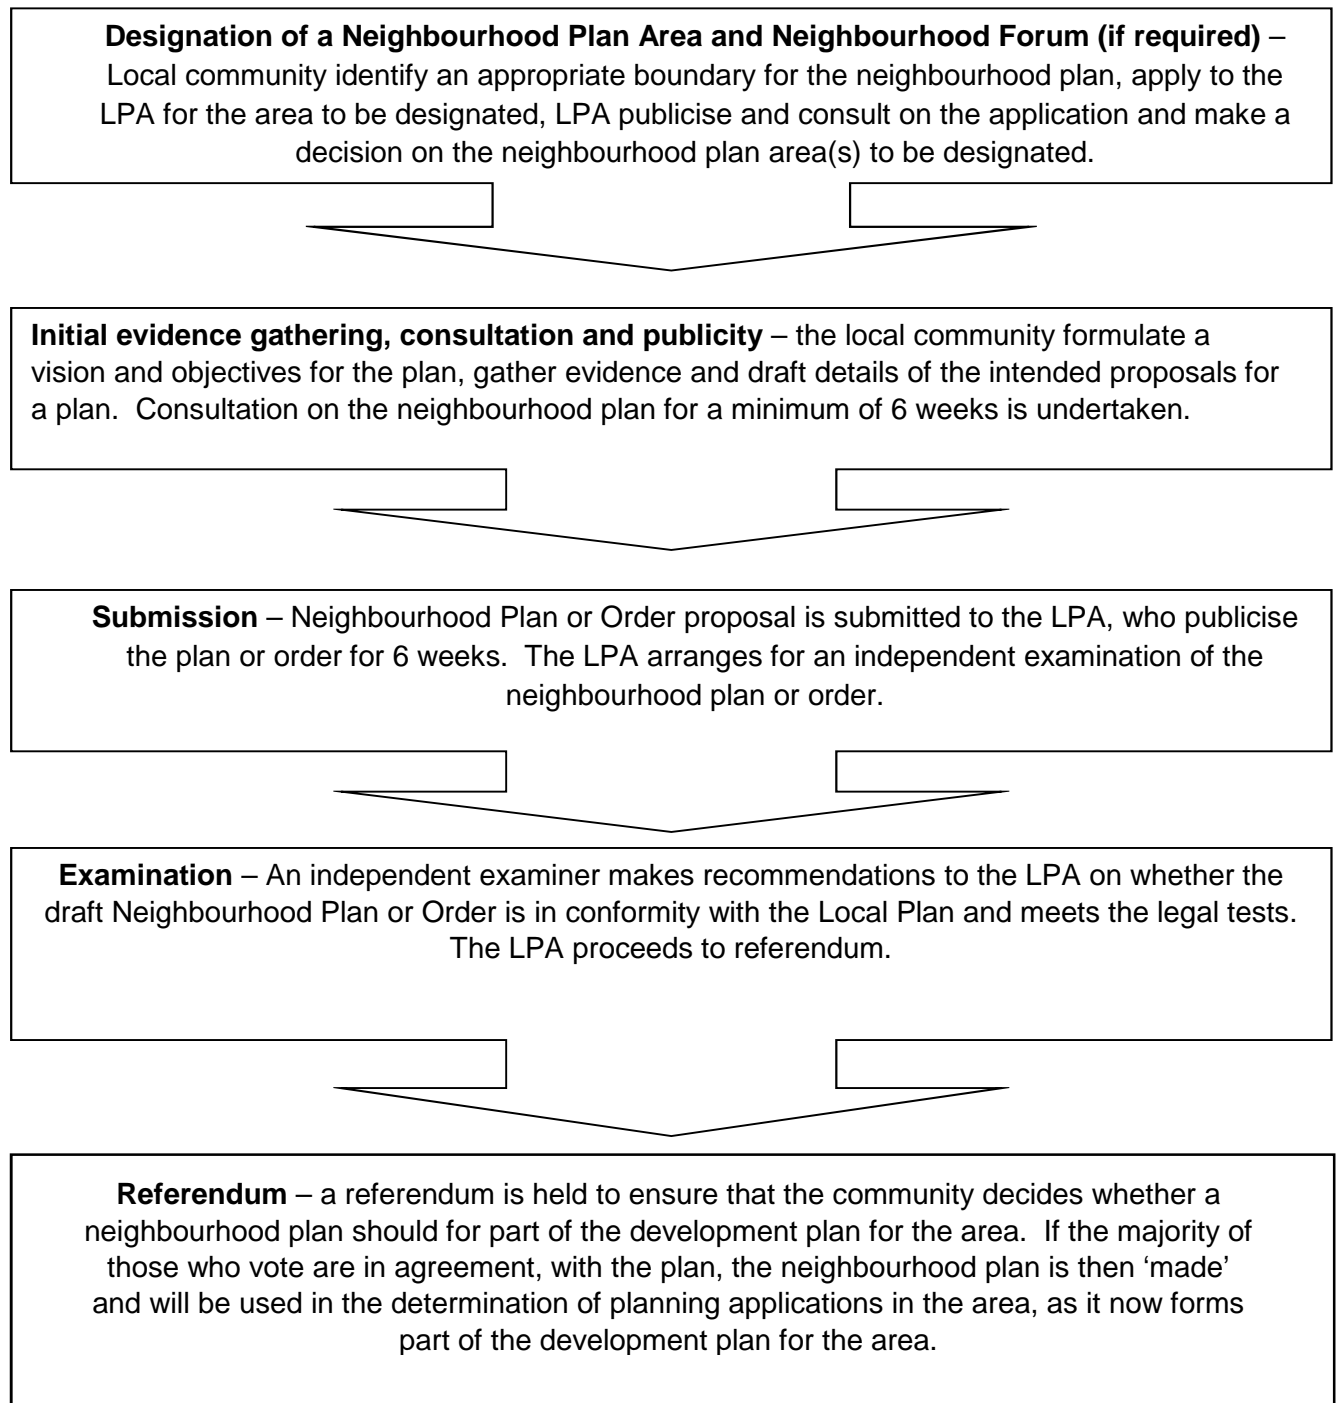 Designation of a Neighbourhood Plan Area and Neighbourhood Forum (if required) –
Local community identify an appropriate boundary for the neighbourhood plan, apply to the
LPA for the area to be designated, LPA publicise and consult on the application and make a
decision on the neighbourhood plan area(s) to be designated.
Initial evidence gathering, consultation and publicity – the local community formulate a
vision and objectives for the plan, gather evidence and draft details of the intended proposals for
a plan. Consultation on the neighbourhood plan for a minimum of 6 weeks is undertaken.
Submission – Neighbourhood Plan or Order proposal is submitted to the LPA, who publicise
the plan or order for 6 weeks. The LPA arranges for an independent examination of the
neighbourhood plan or order.
Examination – An independent examiner makes recommendations to the LPA on whether the
draft Neighbourhood Plan or Order is in conformity with the Local Plan and meets the legal tests.
The LPA proceeds to referendum.
Referendum – a referendum is held to ensure that the community decides whether a
neighbourhood plan should for part of the development plan for the area. If the majority of
those who vote are in agreement, with the plan, the neighbourhood plan is then ‘made’
and will be used in the determination of planning applications in the area, as it now forms
part of the development plan for the area.